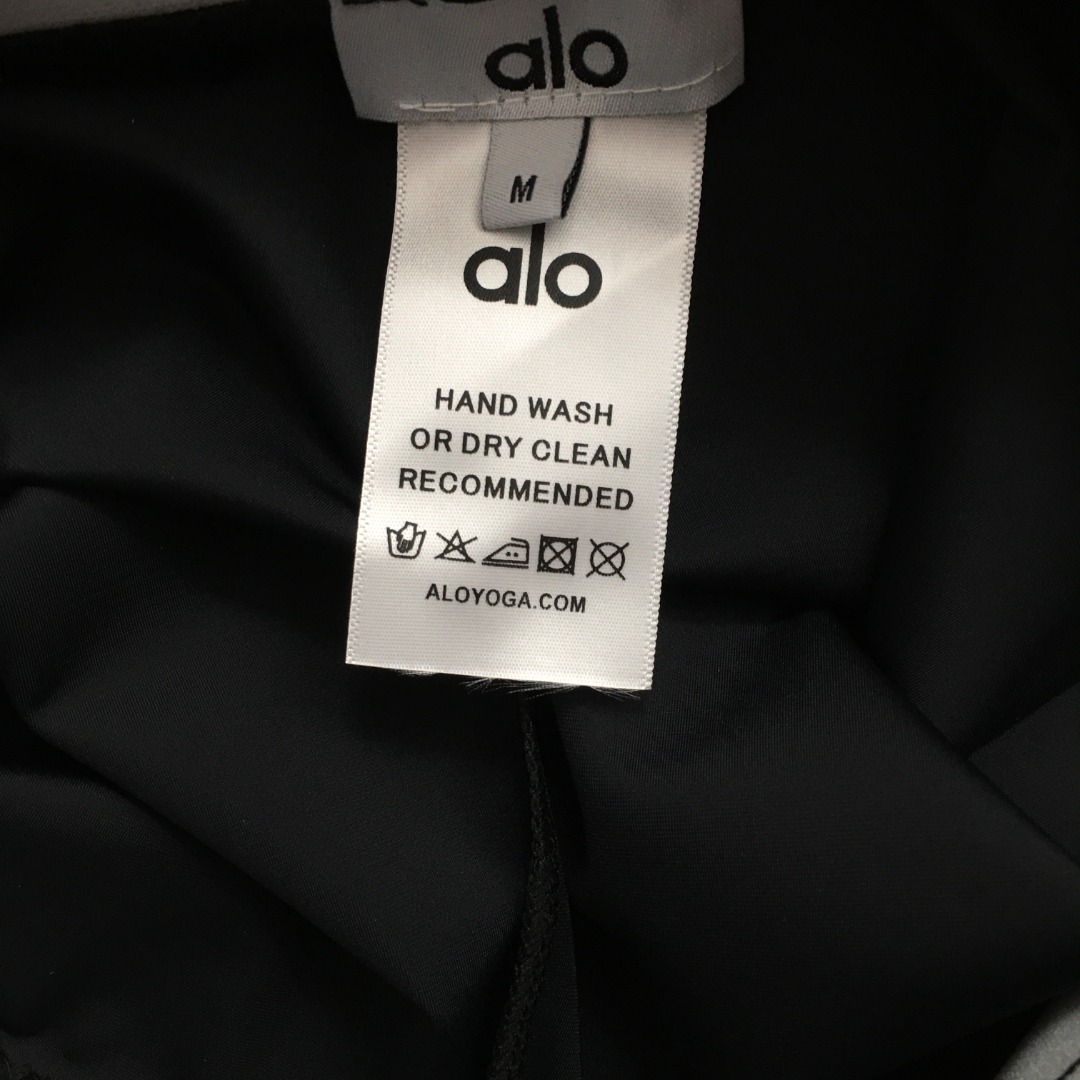 alo
M
alo
HAND WASH
OR DRY CLEAN
RECOMMENDED
ALOYOGA.COM